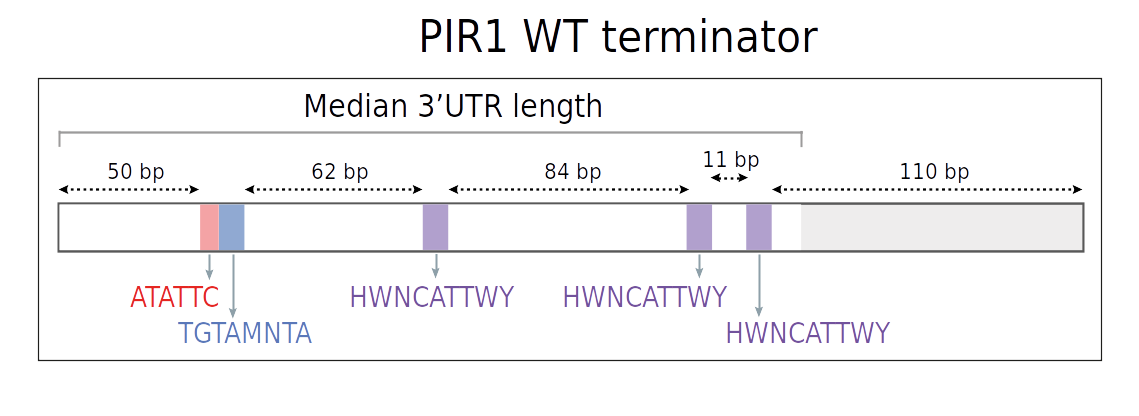 PIR1 WT terminator
Median 3’UTR length
50 bp
62 bp
84 bp
11 bp
110 bp
ATATTC
HWNCATTWY
HWNCATTWY
TGTAMNTA
HWNCATTWY